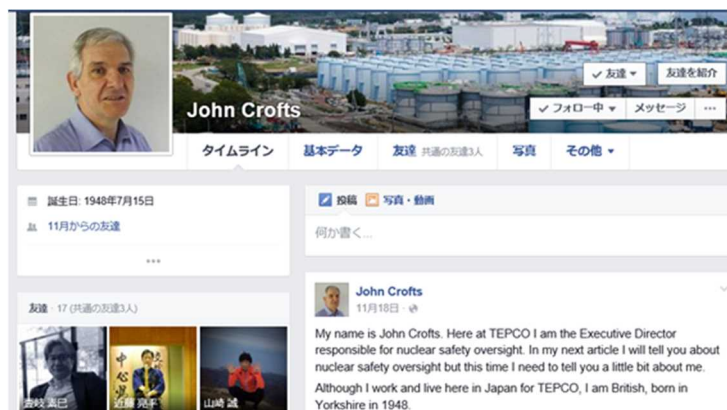 John Crofts
友達
友達を紹介
フォロー中
メッセージ
タイムライン
基本データ
友達 共通の友達3人
写真
その他
誕生日: 1948年7月15日
11月からの友達
投稿
写真・動画
何か書く...
友達 · 17 (共通の友達3人)
壹岐 素巳
近藤 亮平
山崎 誠
John Crofts
11月18日 ·
My name is John Crofts. Here at TEPCO I am the Executive Director
responsible for nuclear safety oversight. In my next article I will tell you about
nuclear safety oversight but this time I need to tell you a little bit about me.
Although I work and live here in Japan for TEPCO, I am British, born in
Yorkshire in 1948.